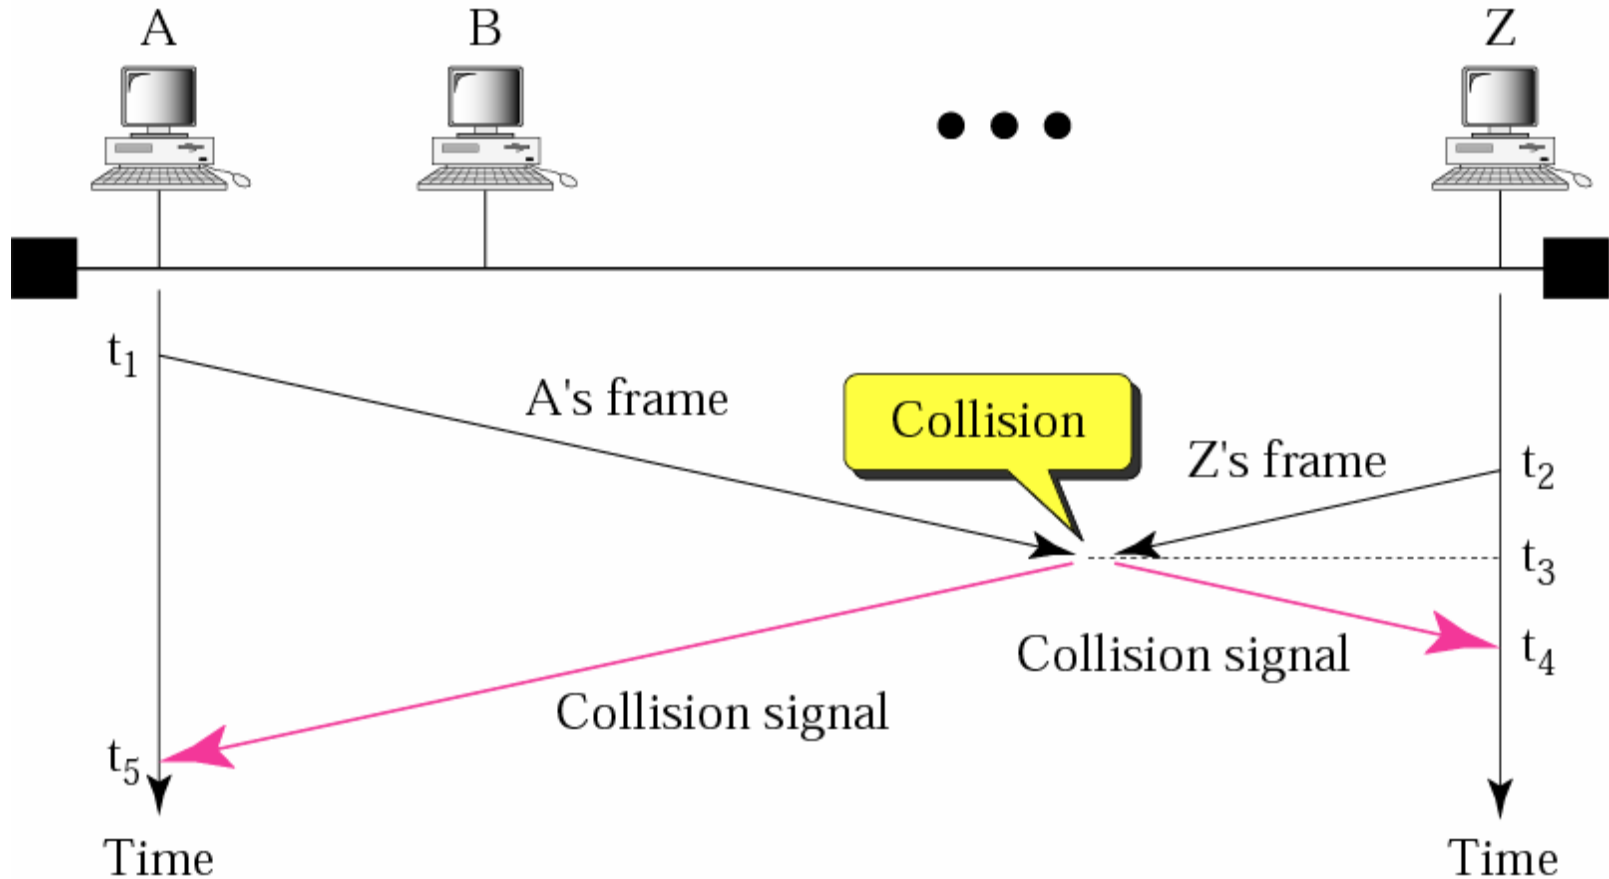 A
B
Z
t1
A's frame
Collision
Z's frame
t2
t3
Collision signal
t4
Collision signal
t5
Time
Time